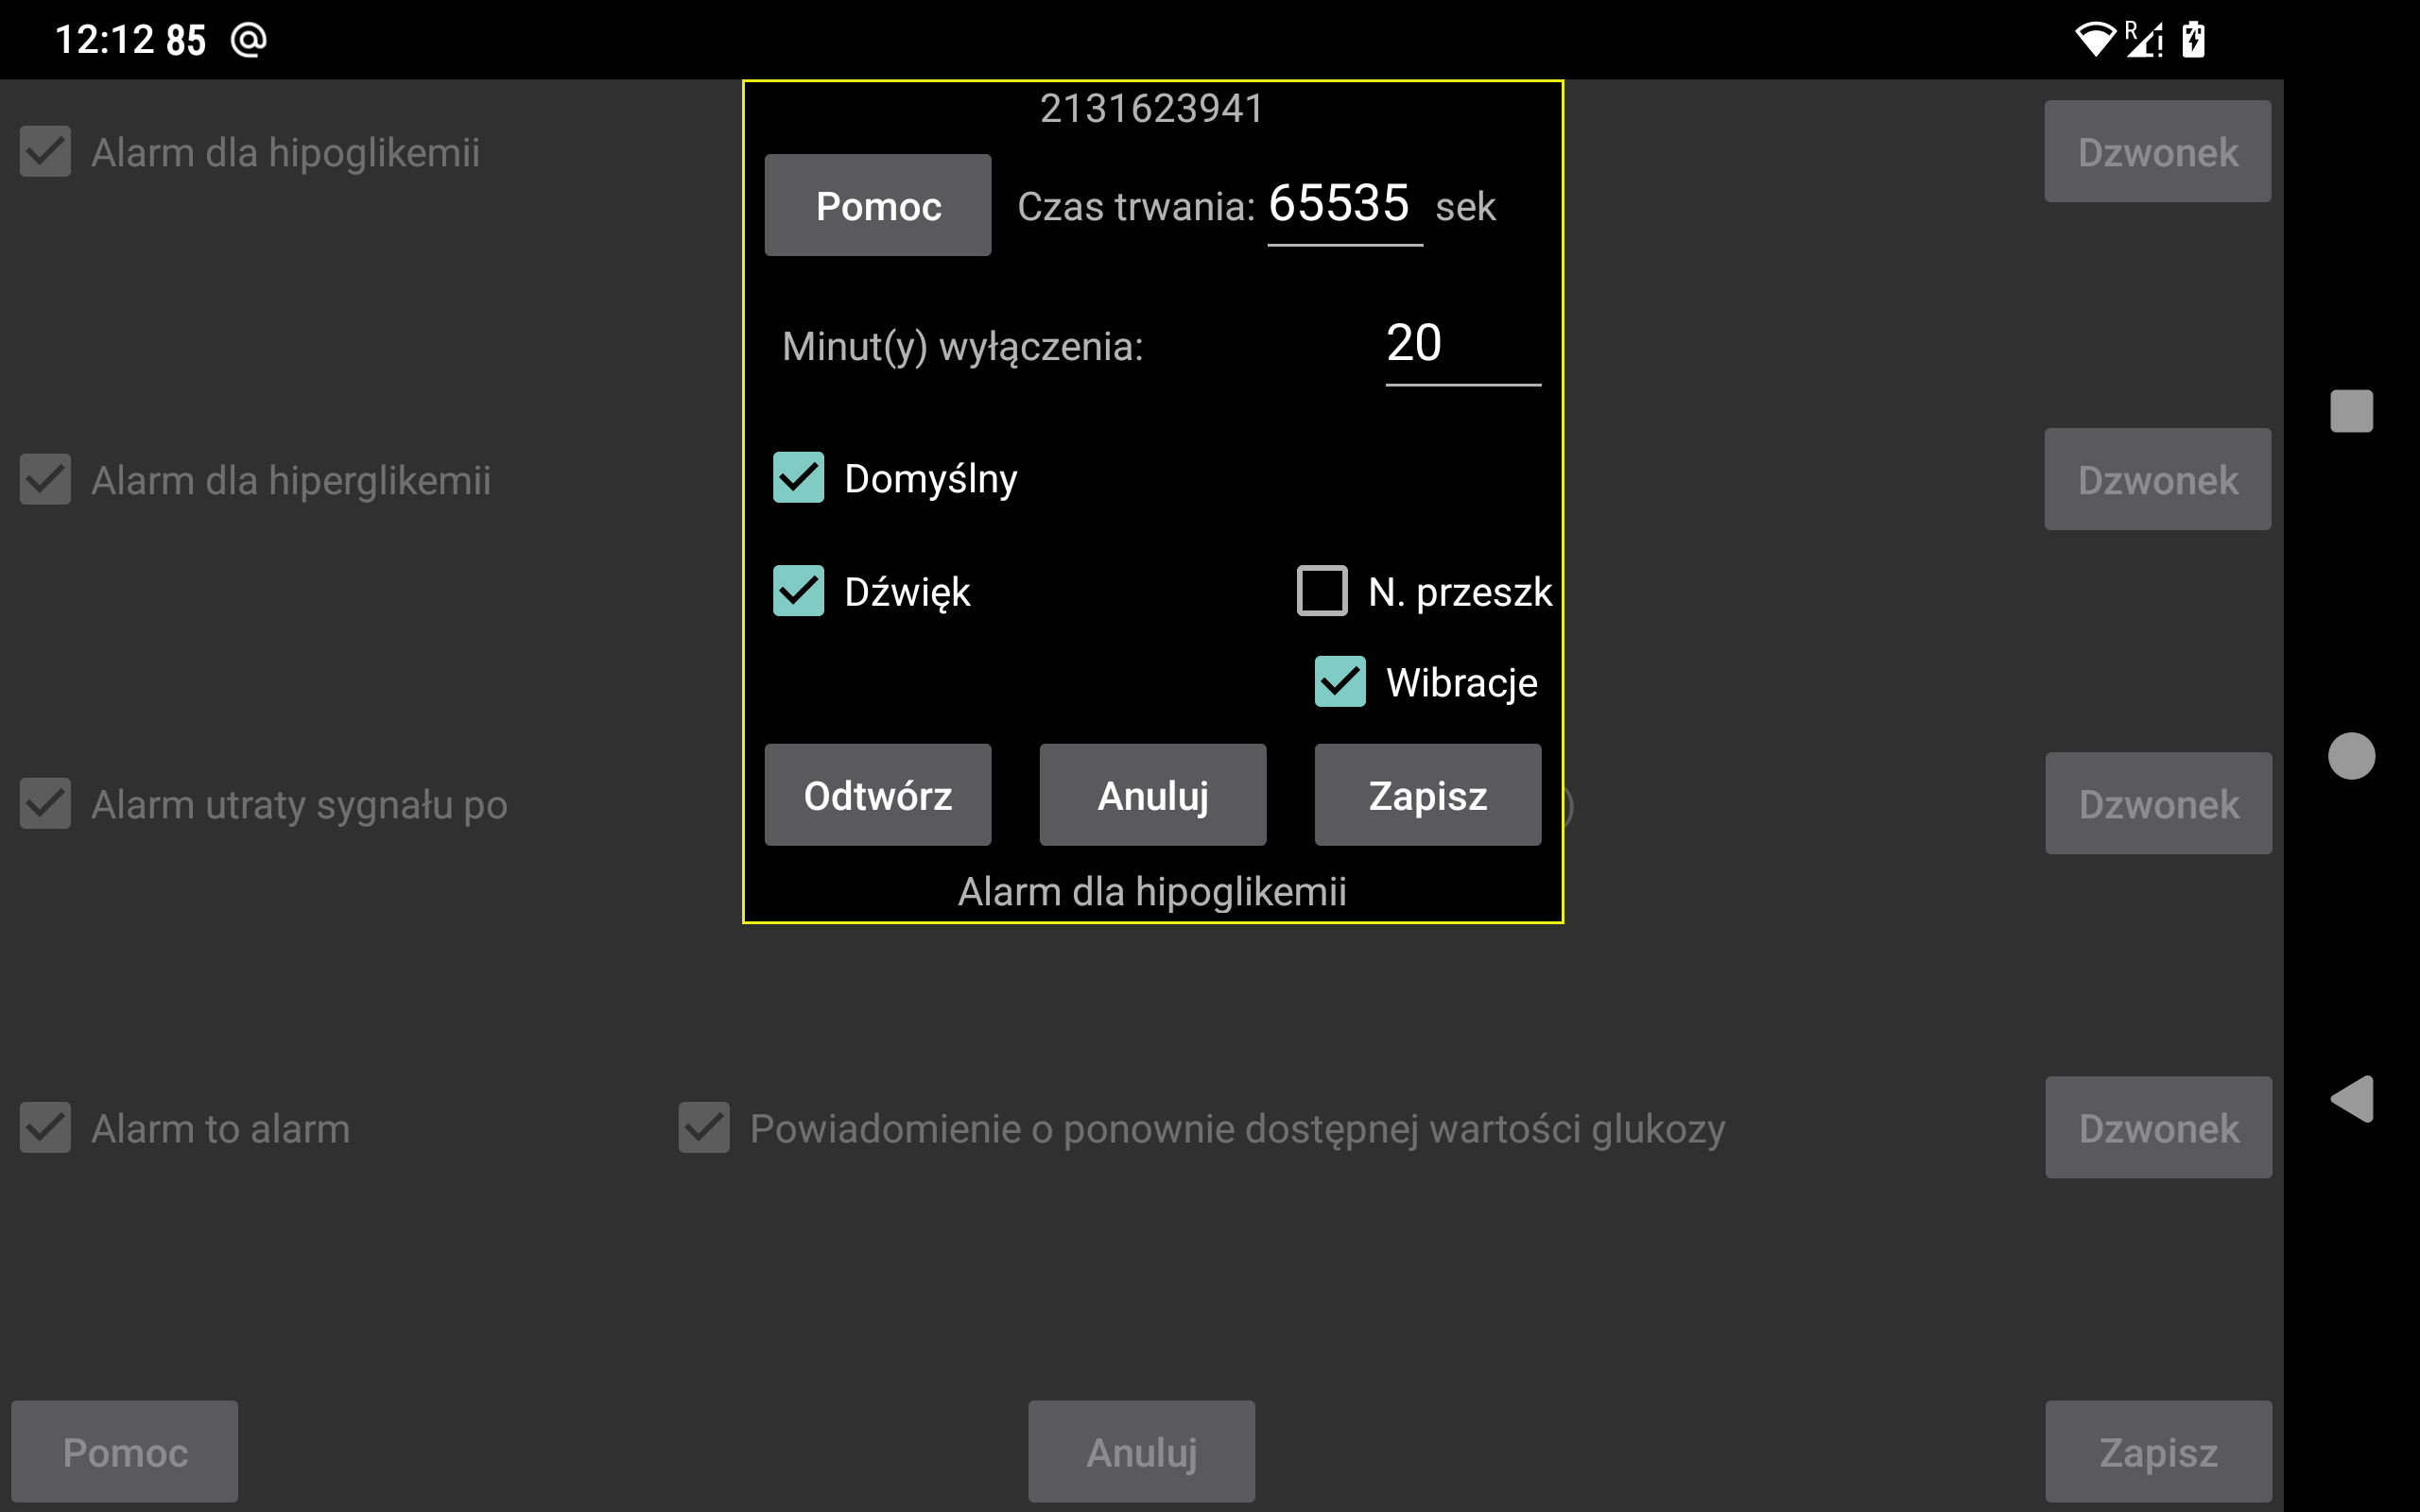 12:12 85
R
2131623941
Alarm dla hipoglikemii
Dzwonek
Pomoc Czas trwania: 65535 sek
Minut(y) wyłączenia: 20
Alarm dla hiperglikemii
Domyślny
Dzwonek
Dźwięk N. przeszk
Wibracje
Alarm utraty sygnału po
Odtwórz Anuluj Zapisz
)
Dzwonek
Alarm dla hipoglikemii
Alarm to alarm
Powiadomienie o ponownie dostępnej wartości glukozy
Dzwonek
Pomoc Anuluj Zapisz